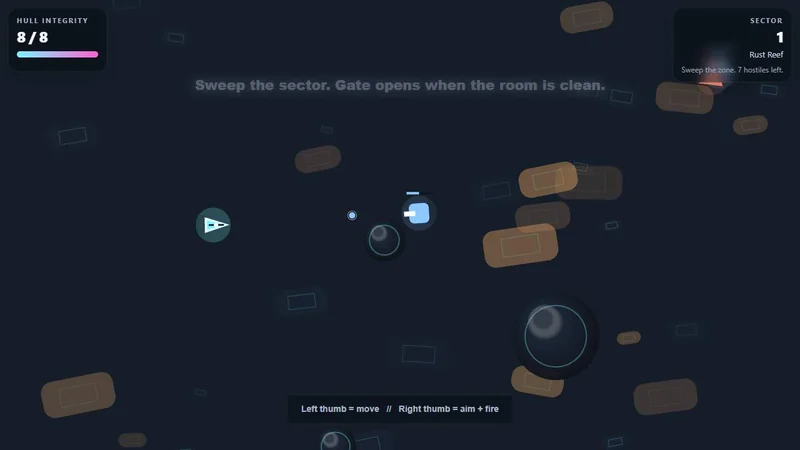 HULL INTEGRITY
8/8
SECTOR
1
Rust Reef
Sweep the zone. 7 hostiles left.
Sweep the sector. Gate opens when the room is clean.
Left thumb = move // Right thumb = aim + fire